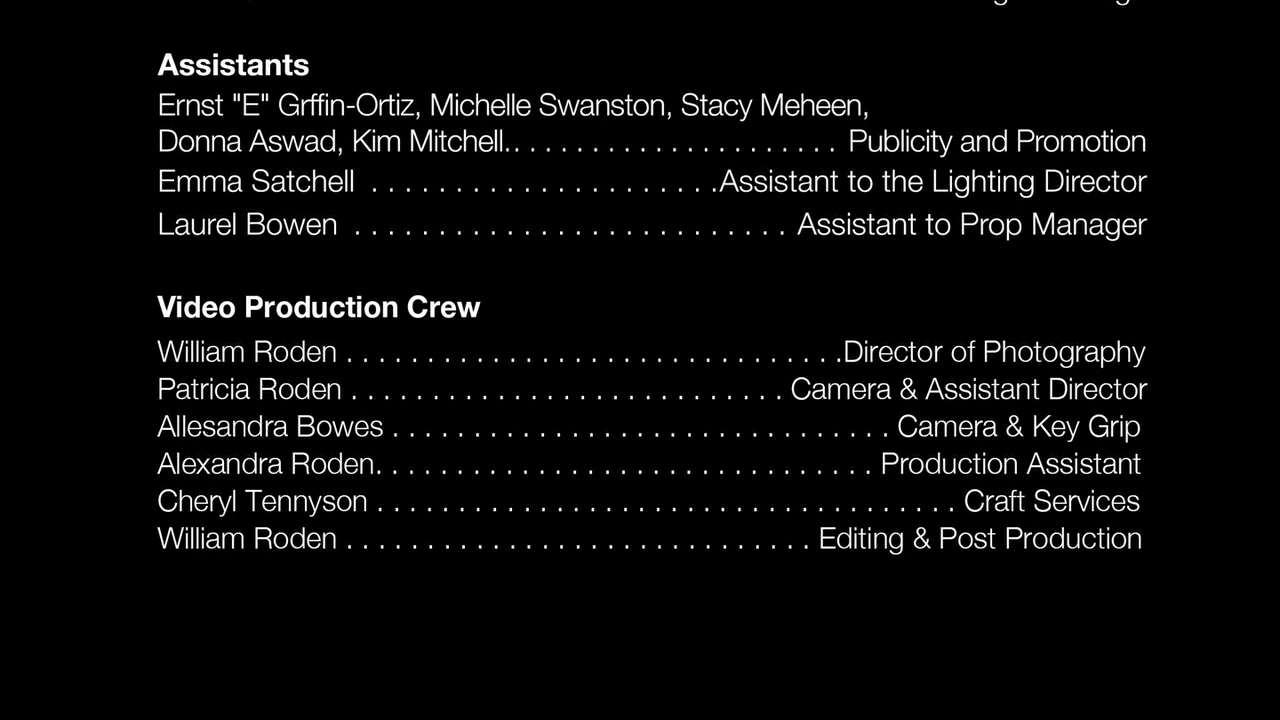 Assistants
Ernst "E" Grffin-Ortiz, Michelle Swanston, Stacy Meheen,
Donna Aswad, Kim Mitchell. . . . . . . . . . . . . . . . . . . . . Publicity and Promotion
Emma Satchell . . . . . . . . . . . . . . . . . . . . . .Assistant to the Lighting Director
Laurel Bowen . . . . . . . . . . . . . . . . . . . . . . . . . . . Assistant to Prop Manager
Video Production Crew
William Roden . . . . . . . . . . . . . . . . . . . . . . . . . . . . . . .Director of Photography
Patricia Roden . . . . . . . . . . . . . . . . . . . . . . . . . . . Camera & Assistant Director
Allesandra Bowes . . . . . . . . . . . . . . . . . . . . . . . . . . . . . . . Camera & Key Grip
Alexandra Roden. . . . . . . . . . . . . . . . . . . . . . . . . . . . . . . Production Assistant
Cheryl Tennyson . . . . . . . . . . . . . . . . . . . . . . . . . . . . . . . . . . . . Craft Services
William Roden . . . . . . . . . . . . . . . . . . . . . . . . . . . . . Editing & Post Production